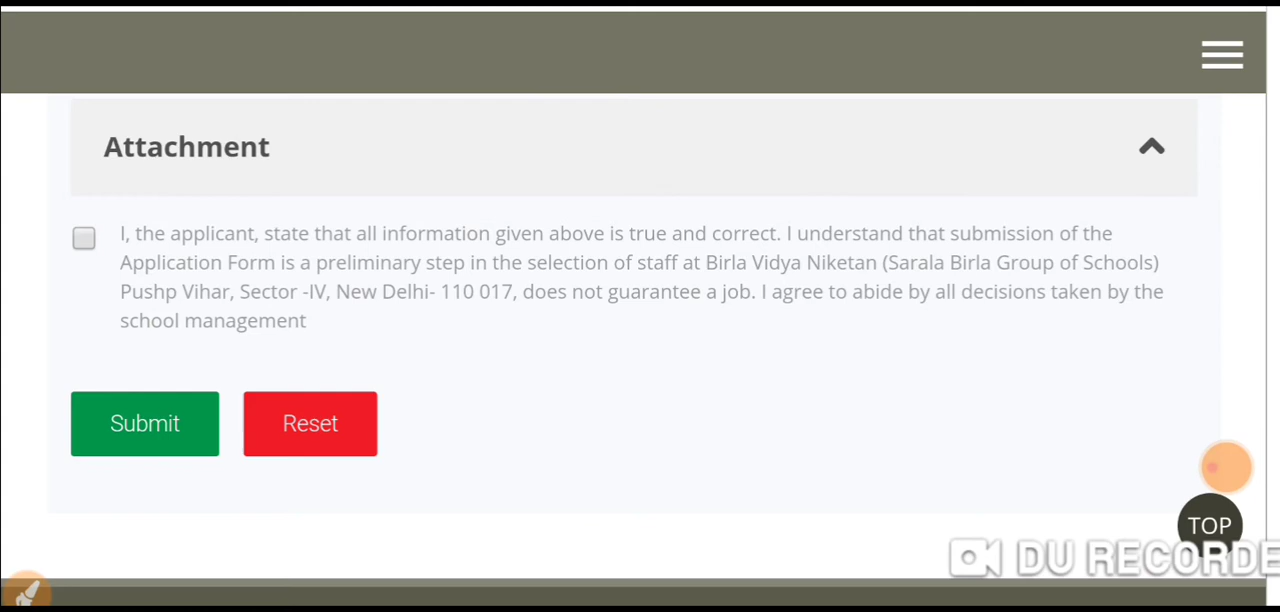 Attachment
I, the applicant, state that all information given above is true and correct. I understand that submission of the
Application Form is a preliminary step in the selection of staff at Birla Vidya Niketan (Sarala Birla Group of Schools)
Pushp Vihar, Sector -IV, New Delhi- 110 017, does not guarantee a job. I agree to abide by all decisions taken by the
school management
Submit Reset
TOP
DU RECORDE